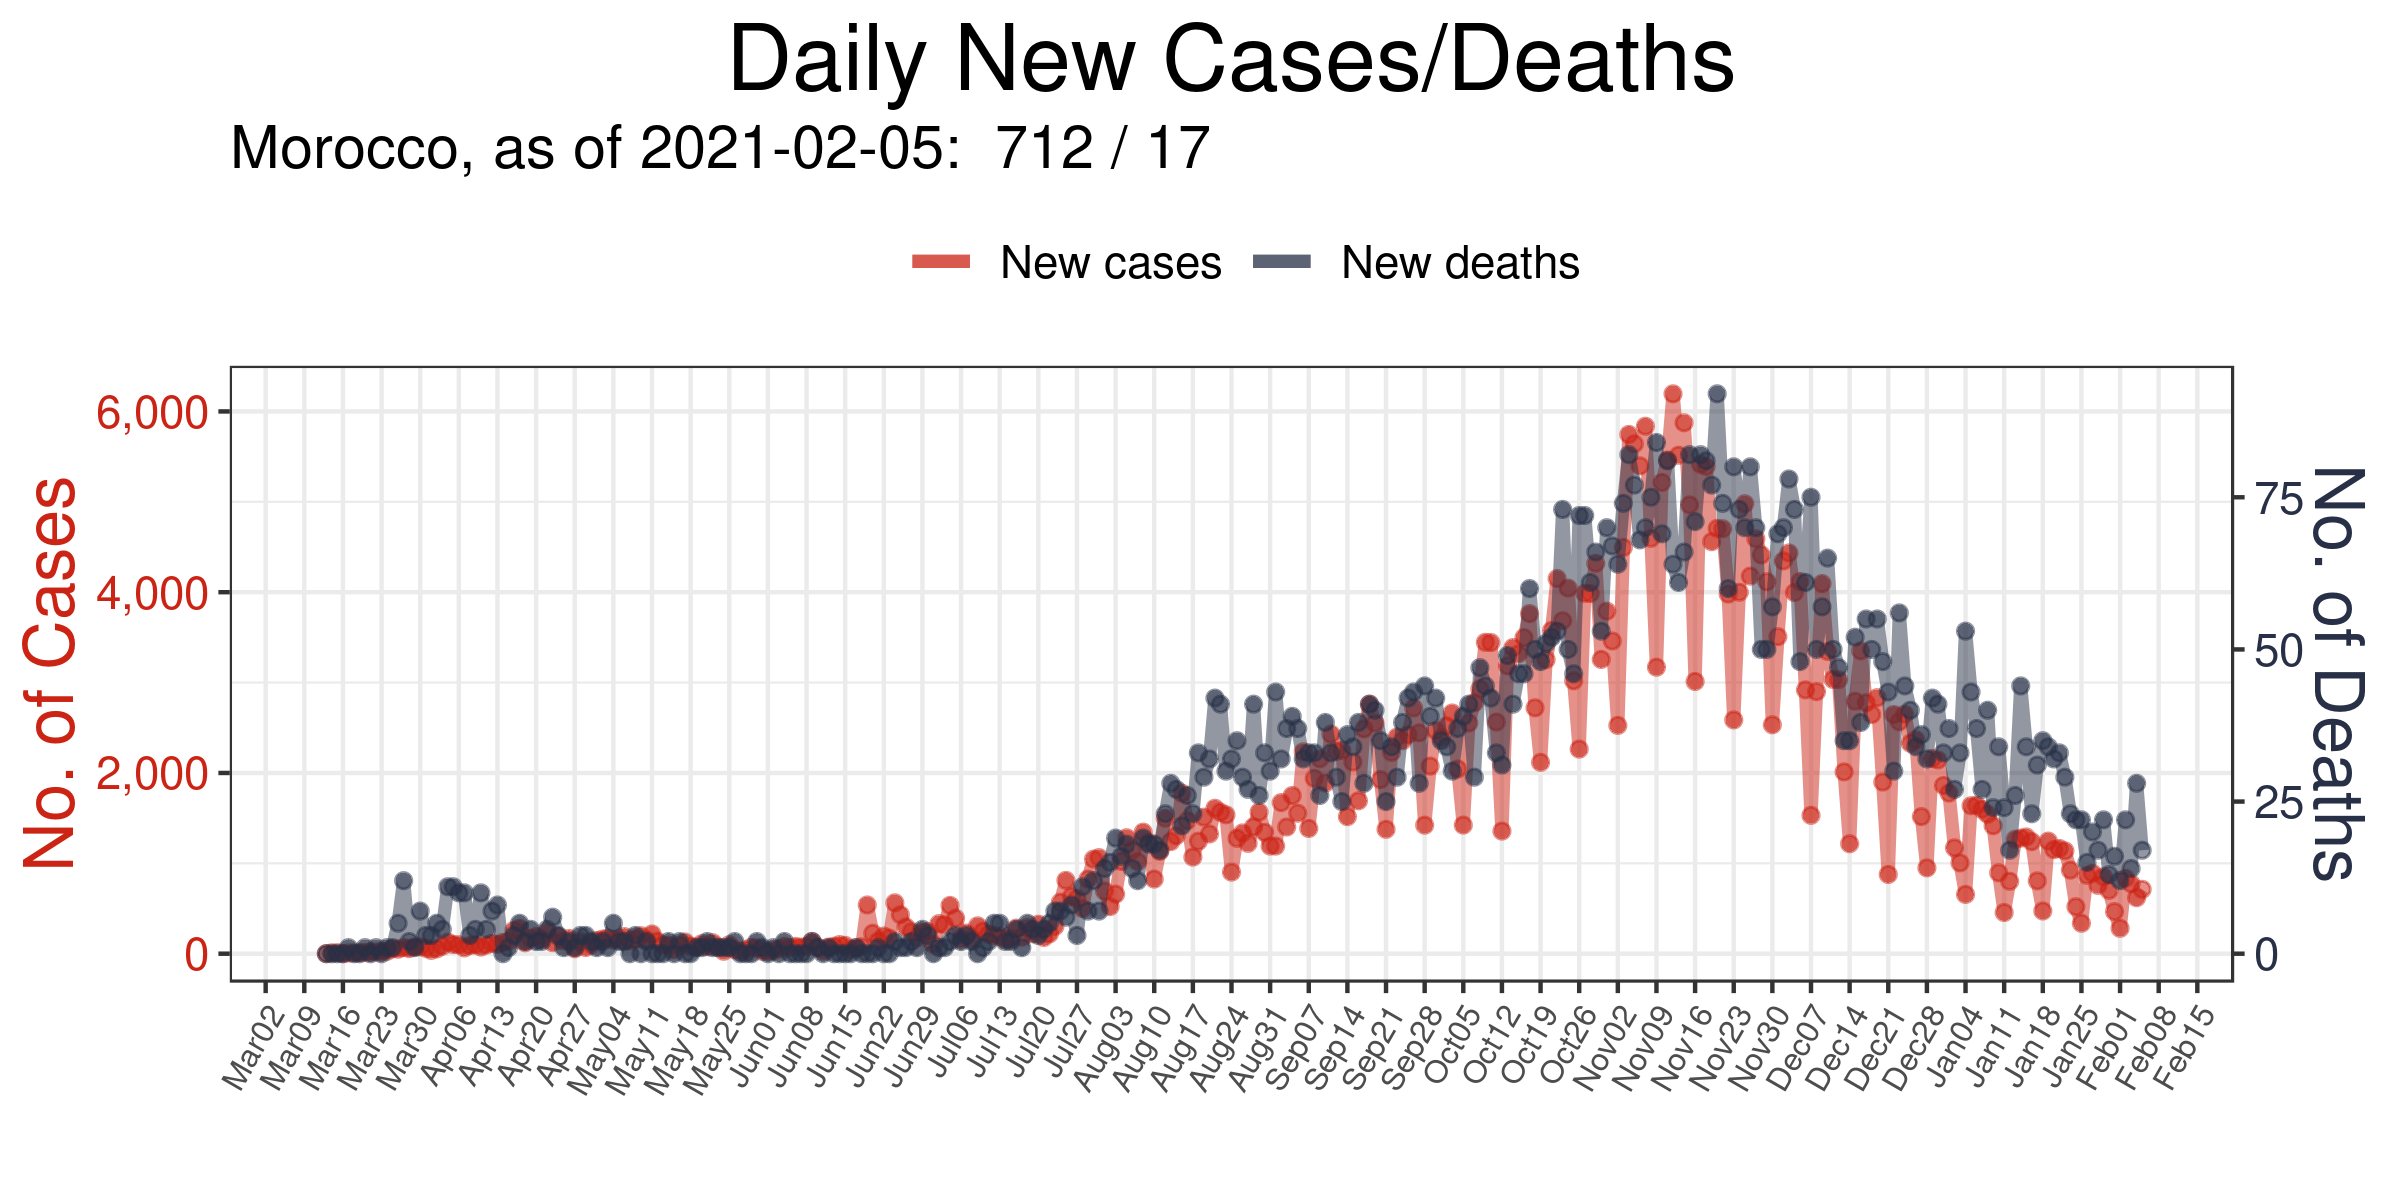 Daily New Cases/Deaths
Morocco, as of 2021-02-05: 712 / 17
New cases
New deaths
No. of Cases
6,000
4,000
2,000
0
75
50
25
0
No. of Deaths
Mar02
Mar09
Mar16
Mar23
Mar30
Apr06
Apr13
Apr20
Apr27
May04
May11
May18
May25
Jun01
Jun08
Jun15
Jun22
Jun29
Jul06
Jul13
Jul20
Jul27
Aug03
Aug10
Aug17
Aug24
Aug31
Sep07
Sep14
Sep21
Sep28
Oct05
Oct12
Oct19
Oct26
Nov02
Nov09
Nov16
Nov23
Nov30
Dec07
Dec14
Dec21
Dec28
Jan04
Jan11
Jan18
Jan25
Feb01
Feb08
Feb15